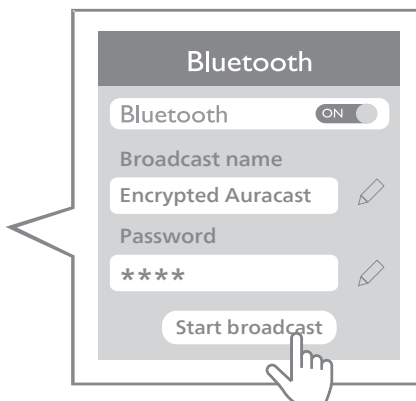 Bluetooth
Bluetooth ON
Broadcast name
Encrypted Auracast
Password
****
Start broadcast